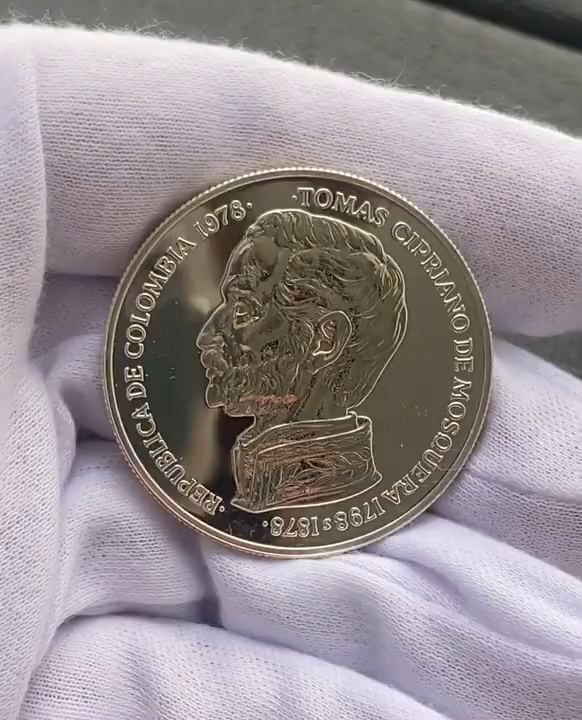 ·REPUBLICA DE COLOMBIA 1978·
·TOMAS CIPRIANO DE MOSQUERA 1798 s 1878·